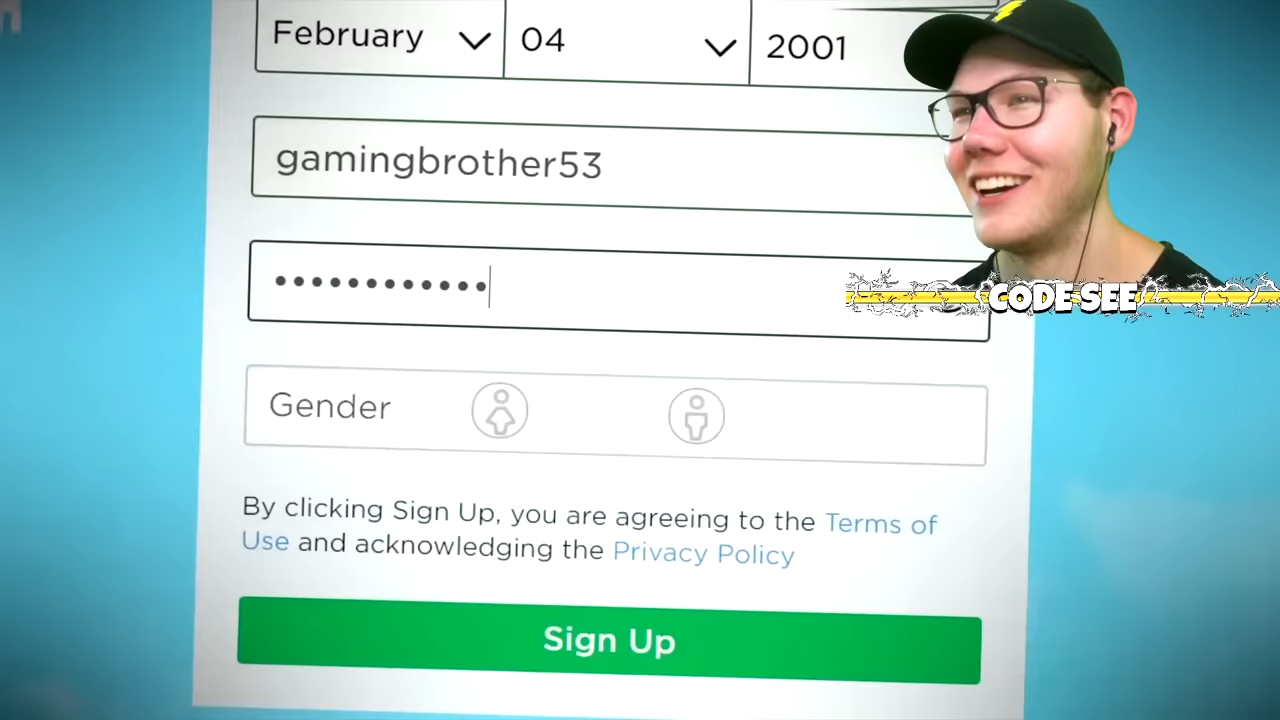 February 04 2001
gamingbrother53
CODE SEE
Gender
By clicking Sign Up, you are agreeing to the Terms of
Use and acknowledging the Privacy Policy
Sign Up